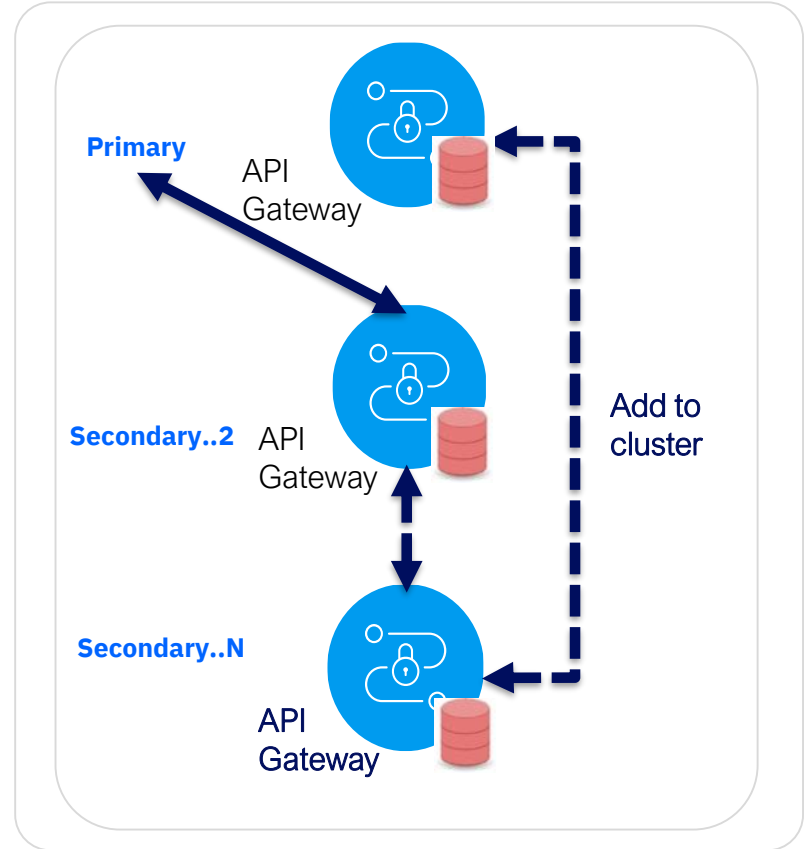 Primary
API
Gateway
Secondary..2
API
Gateway
Add to
cluster
Secondary..N
API
Gateway